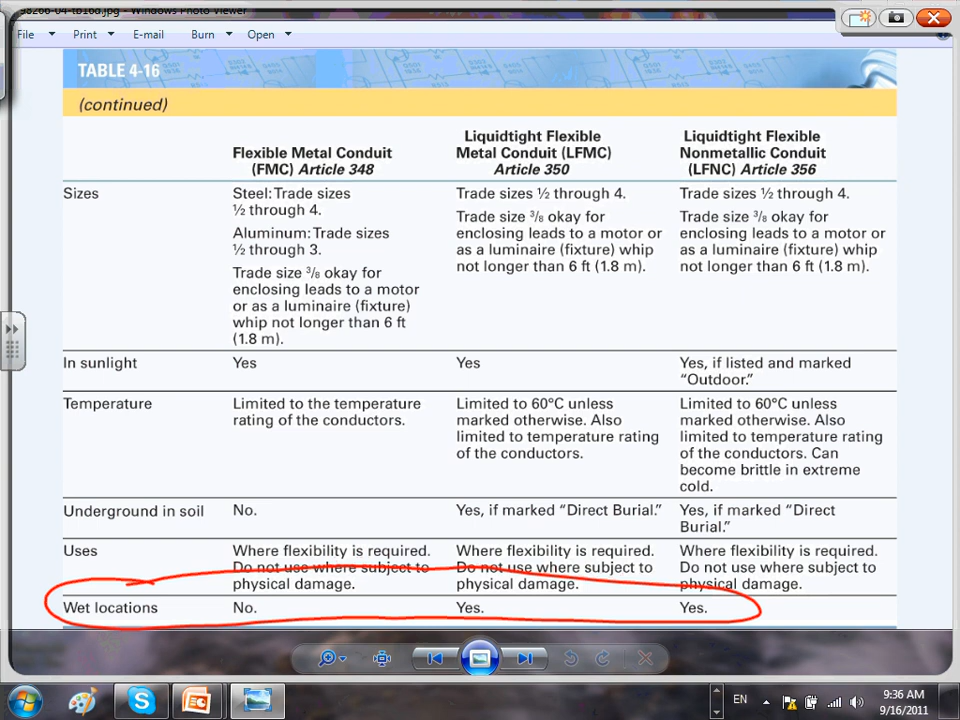 98266-04-tb16d.jpg - Windows Photo Viewer
File Print E-mail Burn Open
TABLE 4-16
(continued)
Flexible Metal Conduit
(FMC) Article 348
Liquidtight Flexible
Metal Conduit (LFMC)
Article 350
Liquidtight Flexible
Nonmetallic Conduit
(LFNC) Article 356
Sizes
Steel: Trade sizes
½ through 4.
Aluminum: Trade sizes
½ through 3.
Trade size 3/8 okay for
enclosing leads to a motor
or as a luminaire (fixture)
whip not longer than 6 ft
(1.8 m).
Trade sizes ½ through 4.
Trade size 3/8 okay for
enclosing leads to a motor or
as a luminaire (fixture) whip
not longer than 6 ft (1.8 m).
Trade sizes ½ through 4.
Trade size 3/8 okay for
enclosing leads to a motor or
as a luminaire (fixture) whip
not longer than 6 ft (1.8 m).
In sunlight
Yes
Yes
Yes, if listed and marked
“Outdoor.”
Temperature
Limited to the temperature
rating of the conductors.
Limited to 60°C unless
marked otherwise. Also
limited to temperature rating
of the conductors.
Limited to 60°C unless
marked otherwise. Also
limited to temperature rating
of the conductors. Can
become brittle in extreme
cold.
Underground in soil
No.
Yes, if marked “Direct Burial.”
Yes, if marked “Direct
Burial.”
Uses
Where flexibility is required.
Do not use where subject to
physical damage.
Where flexibility is required.
Do not use where subject to
physical damage.
Where flexibility is required.
Do not use where subject to
physical damage.
Wet locations
No.
Yes.
Yes.
EN
9:36 AM
9/16/2011